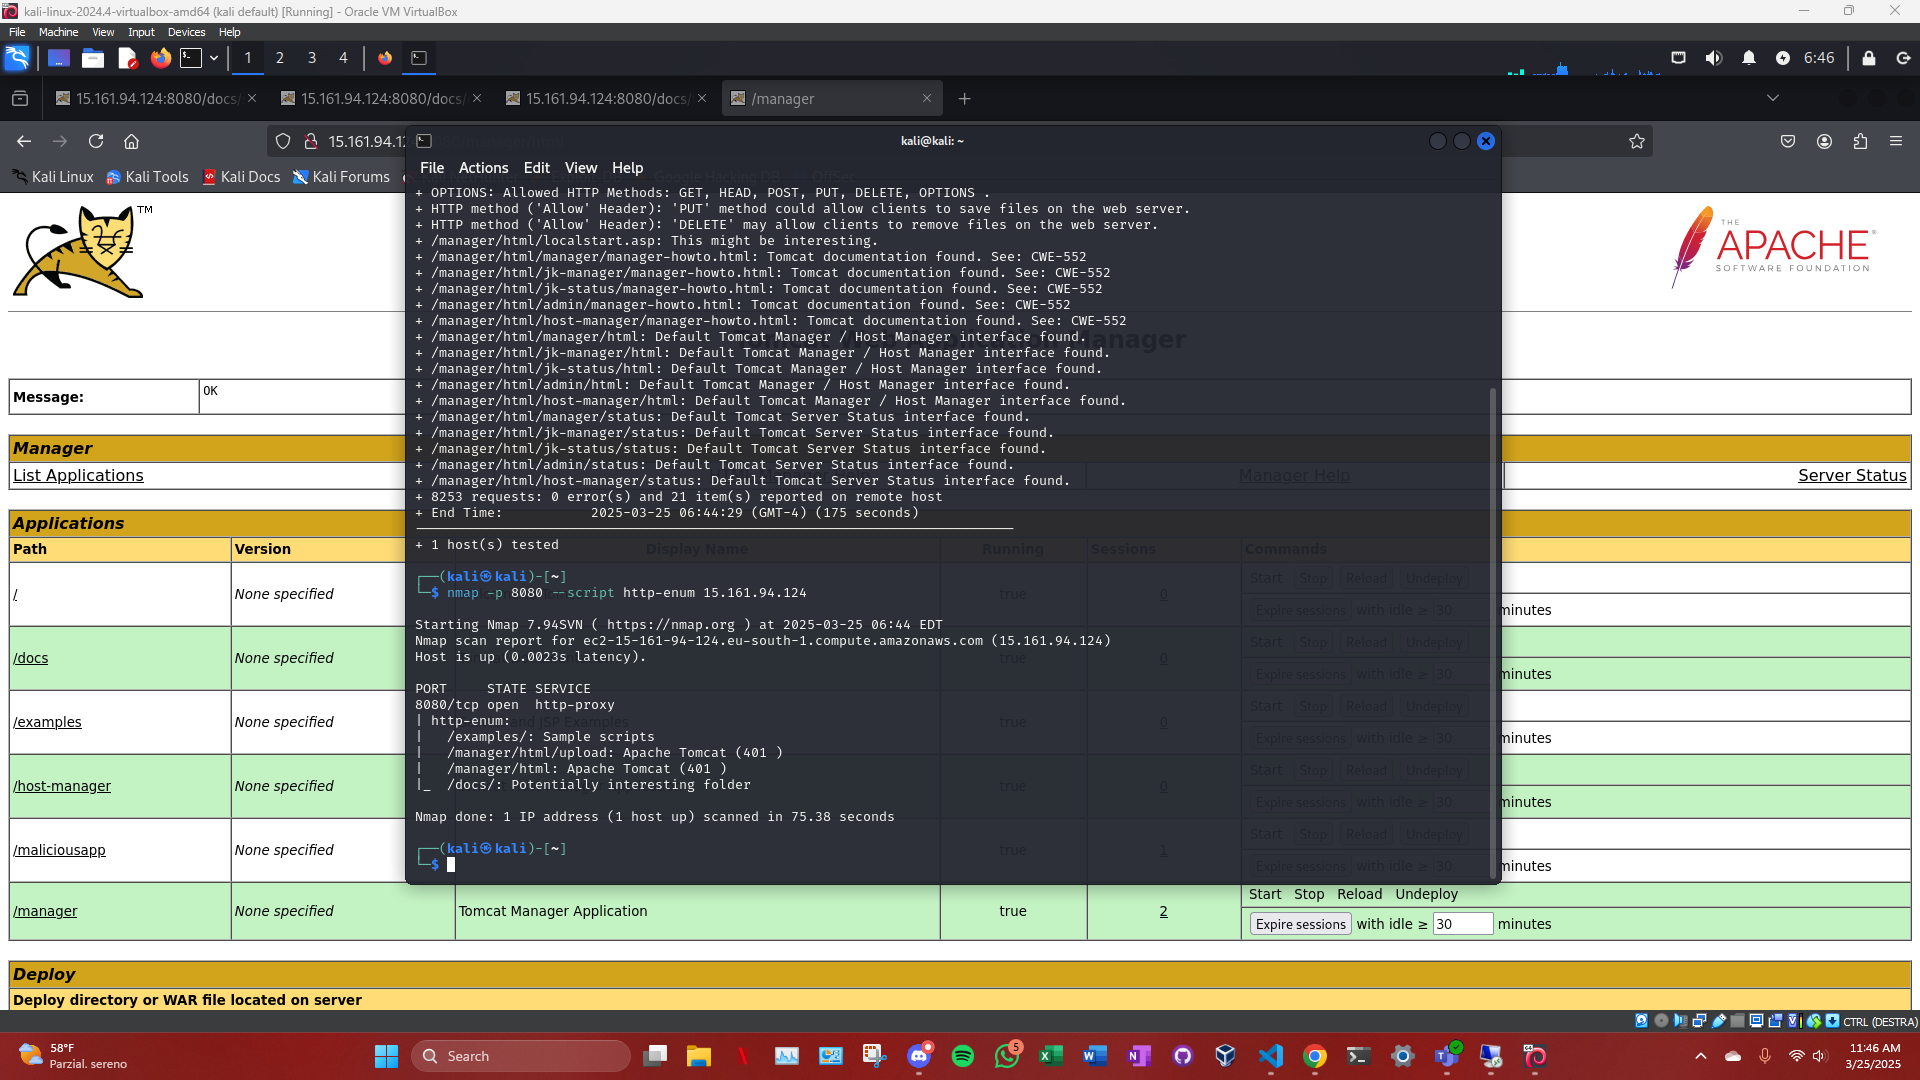 kali-linux-2024.4-virtualbox-amd64 (kali default) [Running] - Oracle VM VirtualBox
File Machine View Input Devices Help
1 2 3 4
6:46
15.161.94.124:8080/docs/
15.161.94.124:8080/docs/
15.161.94.124:8080/docs/
/manager
15.161.94.12
Kali Linux Kali Tools Kali Docs Kali Forums
kali@kali: ~
File Actions Edit View Help
+ OPTIONS: Allowed HTTP Methods: GET, HEAD, POST, PUT, DELETE, OPTIONS .
+ HTTP method ('Allow' Header): 'PUT' method could allow clients to save files on the web server.
+ HTTP method ('Allow' Header): 'DELETE' may allow clients to remove files on the web server.
+ /manager/html/localstart.asp: This might be interesting.
+ /manager/html/manager/manager-howto.html: Tomcat documentation found. See: CWE-552
+ /manager/html/jk-manager/manager-howto.html: Tomcat documentation found. See: CWE-552
+ /manager/html/jk-status/manager-howto.html: Tomcat documentation found. See: CWE-552
+ /manager/html/admin/manager-howto.html: Tomcat documentation found. See: CWE-552
+ /manager/html/host-manager/manager-howto.html: Tomcat documentation found. See: CWE-552
+ /manager/html/manager/html: Default Tomcat Manager / Host Manager interface found.
+ /manager/html/jk-manager/html: Default Tomcat Manager / Host Manager interface found.
+ /manager/html/jk-status/html: Default Tomcat Manager / Host Manager interface found.
+ /manager/html/admin/html: Default Tomcat Manager / Host Manager interface found.
+ /manager/html/host-manager/html: Default Tomcat Manager / Host Manager interface found.
+ /manager/html/manager/status: Default Tomcat Server Status interface found.
+ /manager/html/jk-manager/status: Default Tomcat Server Status interface found.
+ /manager/html/jk-status/status: Default Tomcat Server Status interface found.
+ /manager/html/admin/status: Default Tomcat Server Status interface found.
+ /manager/html/host-manager/status: Default Tomcat Server Status interface found.
+ 8253 requests: 0 error(s) and 21 item(s) reported on remote host
+ End Time: 2025-03-25 06:44:29 (GMT-4) (175 seconds)
+ 1 host(s) tested
(kali㉿kali)-[~]
$ nmap -p 8080 --script http-enum 15.161.94.124
Starting Nmap 7.94SVN ( https://nmap.org ) at 2025-03-25 06:44 EDT
Nmap scan report for ec2-15-161-94-124.eu-south-1.compute.amazonaws.com (15.161.94.124)
Host is up (0.0023s latency).
PORT STATE SERVICE
8080/tcp open http-proxy
| http-enum:
| /examples/: Sample scripts
| /manager/html/upload: Apache Tomcat (401 )
| /manager/html: Apache Tomcat (401 )
|_ /docs/: Potentially interesting folder
Nmap done: 1 IP address (1 host up) scanned in 75.38 seconds
(kali㉿kali)-[~]
$
TM
THE
APACHE®
SOFTWARE FOUNDATION
Manager
Message: OK
Manager
List Applications Manager Help Server Status
Applications
Path Version Display Name Running Sessions Commands
/ None specified true 0 Start Stop Reload Undeploy
Expire sessions with idle ≥ 30 minutes
/docs None specified true 0 Start Stop Reload Undeploy
Expire sessions with idle ≥ 30 minutes
/examples None specified and JSP Examples true 0 Start Stop Reload Undeploy
Expire sessions with idle ≥ 30 minutes
/host-manager None specified true 0 Start Stop Reload Undeploy
Expire sessions with idle ≥ 30 minutes
/maliciousapp None specified true 1 Start Stop Reload Undeploy
Expire sessions with idle ≥ 30 minutes
/manager None specified Tomcat Manager Application true 2 Start Stop Reload Undeploy
Expire sessions with idle ≥ 30 minutes
Deploy
Deploy directory or WAR file located on server
CTRL (DESTRA)
58°F
Parzial. sereno
Search
5
11:46 AM
3/25/2025